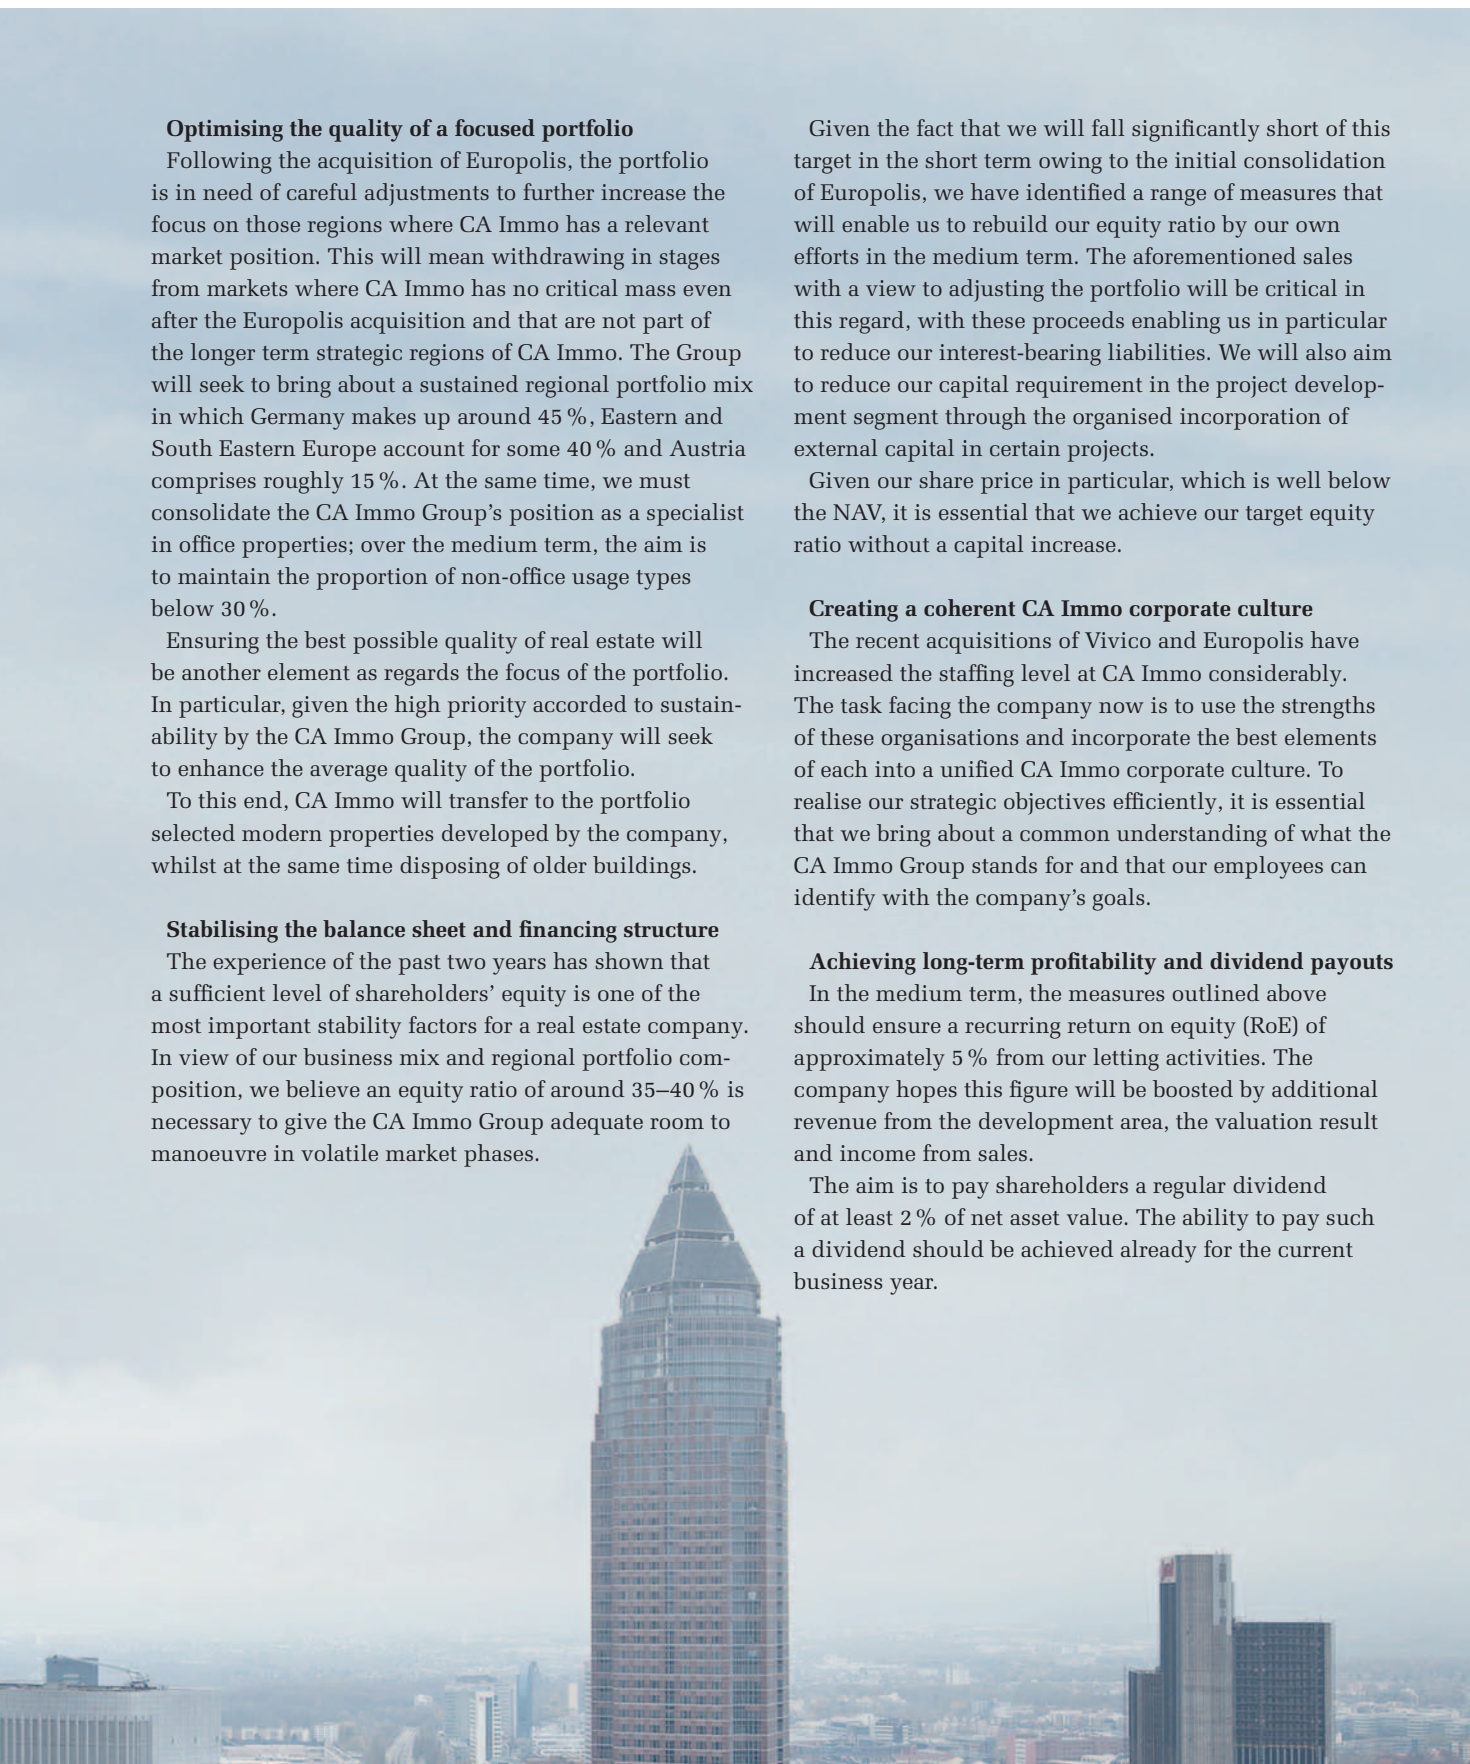 Optimising the quality of a focused portfolio
Following the acquisition of Europolis, the portfolio
is in need of careful adjustments to further increase the
focus on those regions where CA Immo has a relevant
market position. This will mean withdrawing in stages
from markets where CA Immo has no critical mass even
after the Europolis acquisition and that are not part of
the longer term strategic regions of CA Immo. The Group
will seek to bring about a sustained regional portfolio mix
in which Germany makes up around 45 %, Eastern and
South Eastern Europe account for some 40 % and Austria
comprises roughly 15 %. At the same time, we must
consolidate the CA Immo Group’s position as a specialist
in office properties; over the medium term, the aim is
to maintain the proportion of non-office usage types
below 30 %.
Ensuring the best possible quality of real estate will
be another element as regards the focus of the portfolio.
In particular, given the high priority accorded to sustain-
ability by the CA Immo Group, the company will seek
to enhance the average quality of the portfolio.
To this end, CA Immo will transfer to the portfolio
selected modern properties developed by the company,
whilst at the same time disposing of older buildings.
Stabilising the balance sheet and financing structure
The experience of the past two years has shown that
a sufficient level of shareholders’ equity is one of the
most important stability factors for a real estate company.
In view of our business mix and regional portfolio com-
position, we believe an equity ratio of around 35–40 % is
necessary to give the CA Immo Group adequate room to
manoeuvre in volatile market phases.
Given the fact that we will fall significantly short of this
target in the short term owing to the initial consolidation
of Europolis, we have identified a range of measures that
will enable us to rebuild our equity ratio by our own
efforts in the medium term. The aforementioned sales
with a view to adjusting the portfolio will be critical in
this regard, with these proceeds enabling us in particular
to reduce our interest-bearing liabilities. We will also aim
to reduce our capital requirement in the project develop-
ment segment through the organised incorporation of
external capital in certain projects.
Given our share price in particular, which is well below
the NAV, it is essential that we achieve our target equity
ratio without a capital increase.
Creating a coherent CA Immo corporate culture
The recent acquisitions of Vivico and Europolis have
increased the staffing level at CA Immo considerably.
The task facing the company now is to use the strengths
of these organisations and incorporate the best elements
of each into a unified CA Immo corporate culture. To
realise our strategic objectives efficiently, it is essential
that we bring about a common understanding of what the
CA Immo Group stands for and that our employees can
identify with the company’s goals.
Achieving long-term profitability and dividend payouts
In the medium term, the measures outlined above
should ensure a recurring return on equity (RoE) of
approximately 5 % from our letting activities. The
company hopes this figure will be boosted by additional
revenue from the development area, the valuation result
and income from sales.
The aim is to pay shareholders a regular dividend
of at least 2 % of net asset value. The ability to pay such
a dividend should be achieved already for the current
business year.